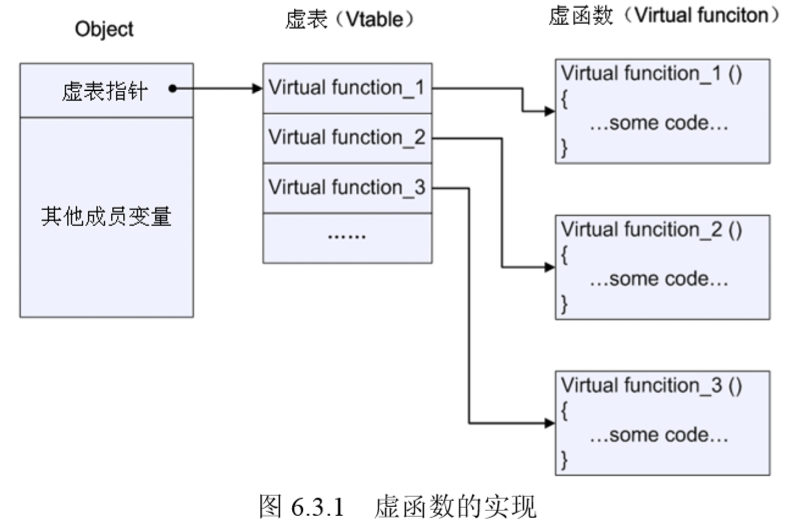 Object
虚表（Vtable）
虚函数（Virtual funciton）
虚表指针
其他成员变量
Virtual function_1
Virtual function_2
Virtual function_3
……
Virtual funcition_1 ()
{
…some code…
}
Virtual funcition_2 ()
{
…some code…
}
Virtual funcition_3 ()
{
…some code…
}
图 6.3.1 虚函数的实现